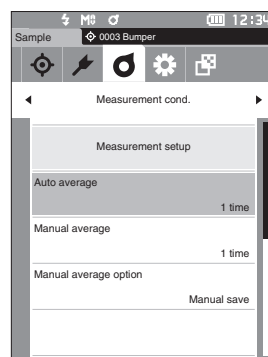 M 12:34
Sample 0003 Bumper
Measurement cond.
Measurement setup
Auto average
1 time
Manual average
1 time
Manual average option
Manual save